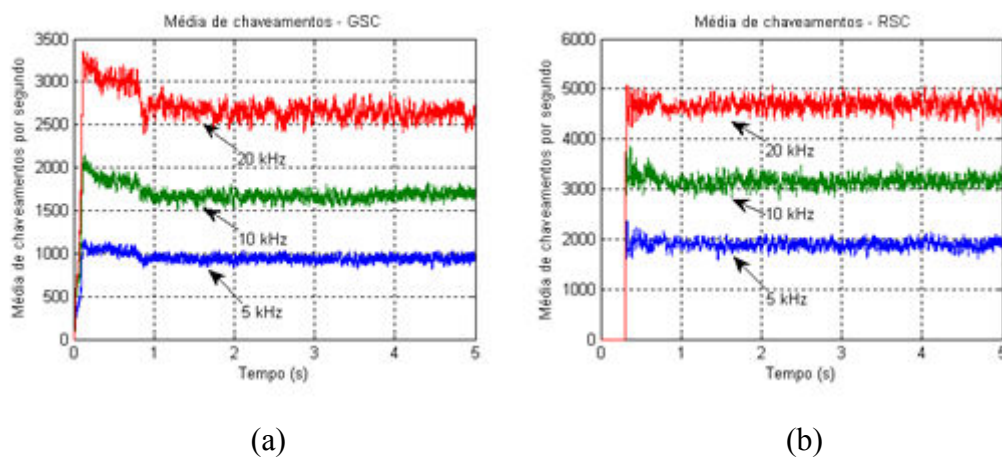 Média de chaveamentos - GSC
Média de chaveamentos por segundo
3500
3000
2500
2000
1500
1000
500
0
20 kHz
10 kHz
5 kHz
0 1 2 3 4 5
Tempo (s)
(a)
Média de chaveamentos - RSC
Média de chaveamentos por segundo
6000
5000
4000
3000
2000
1000
0
20 kHz
10 kHz
5 kHz
0 1 2 3 4 5
Tempo (s)
(b)